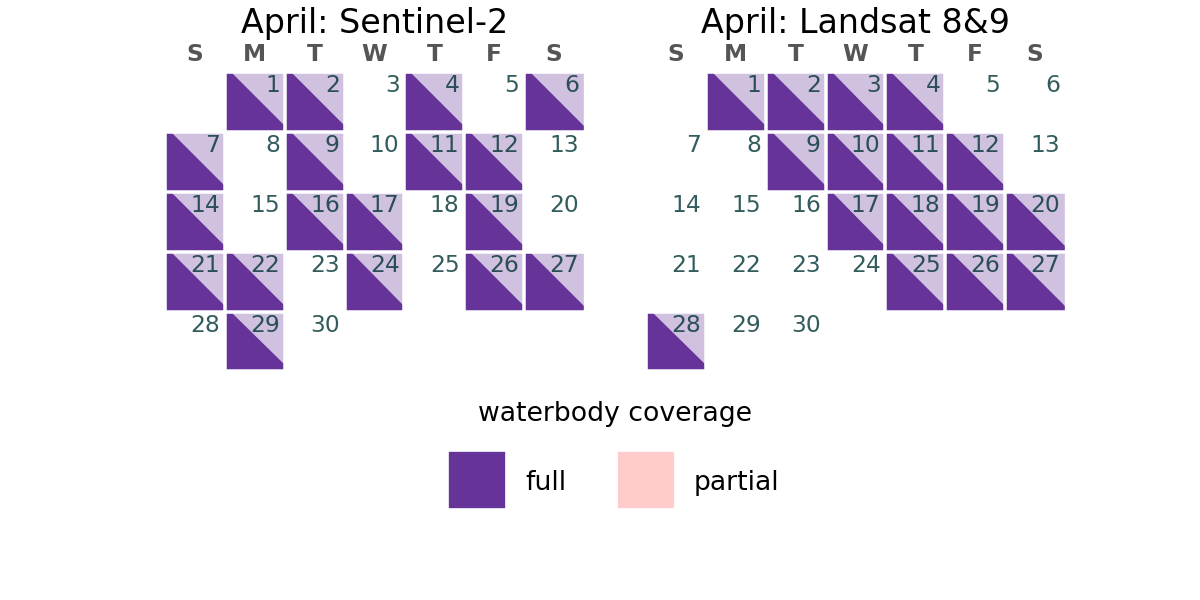 April: Sentinel-2
S M T W T F S
1 2 3 4 5 6
7 8 9 10 11 12 13
14 15 16 17 18 19 20
21 22 23 24 25 26 27
28 29 30
April: Landsat 8&9
S M T W T F S
1 2 3 4 5 6
7 8 9 10 11 12 13
14 15 16 17 18 19 20
21 22 23 24 25 26 27
28 29 30
waterbody coverage
full partial